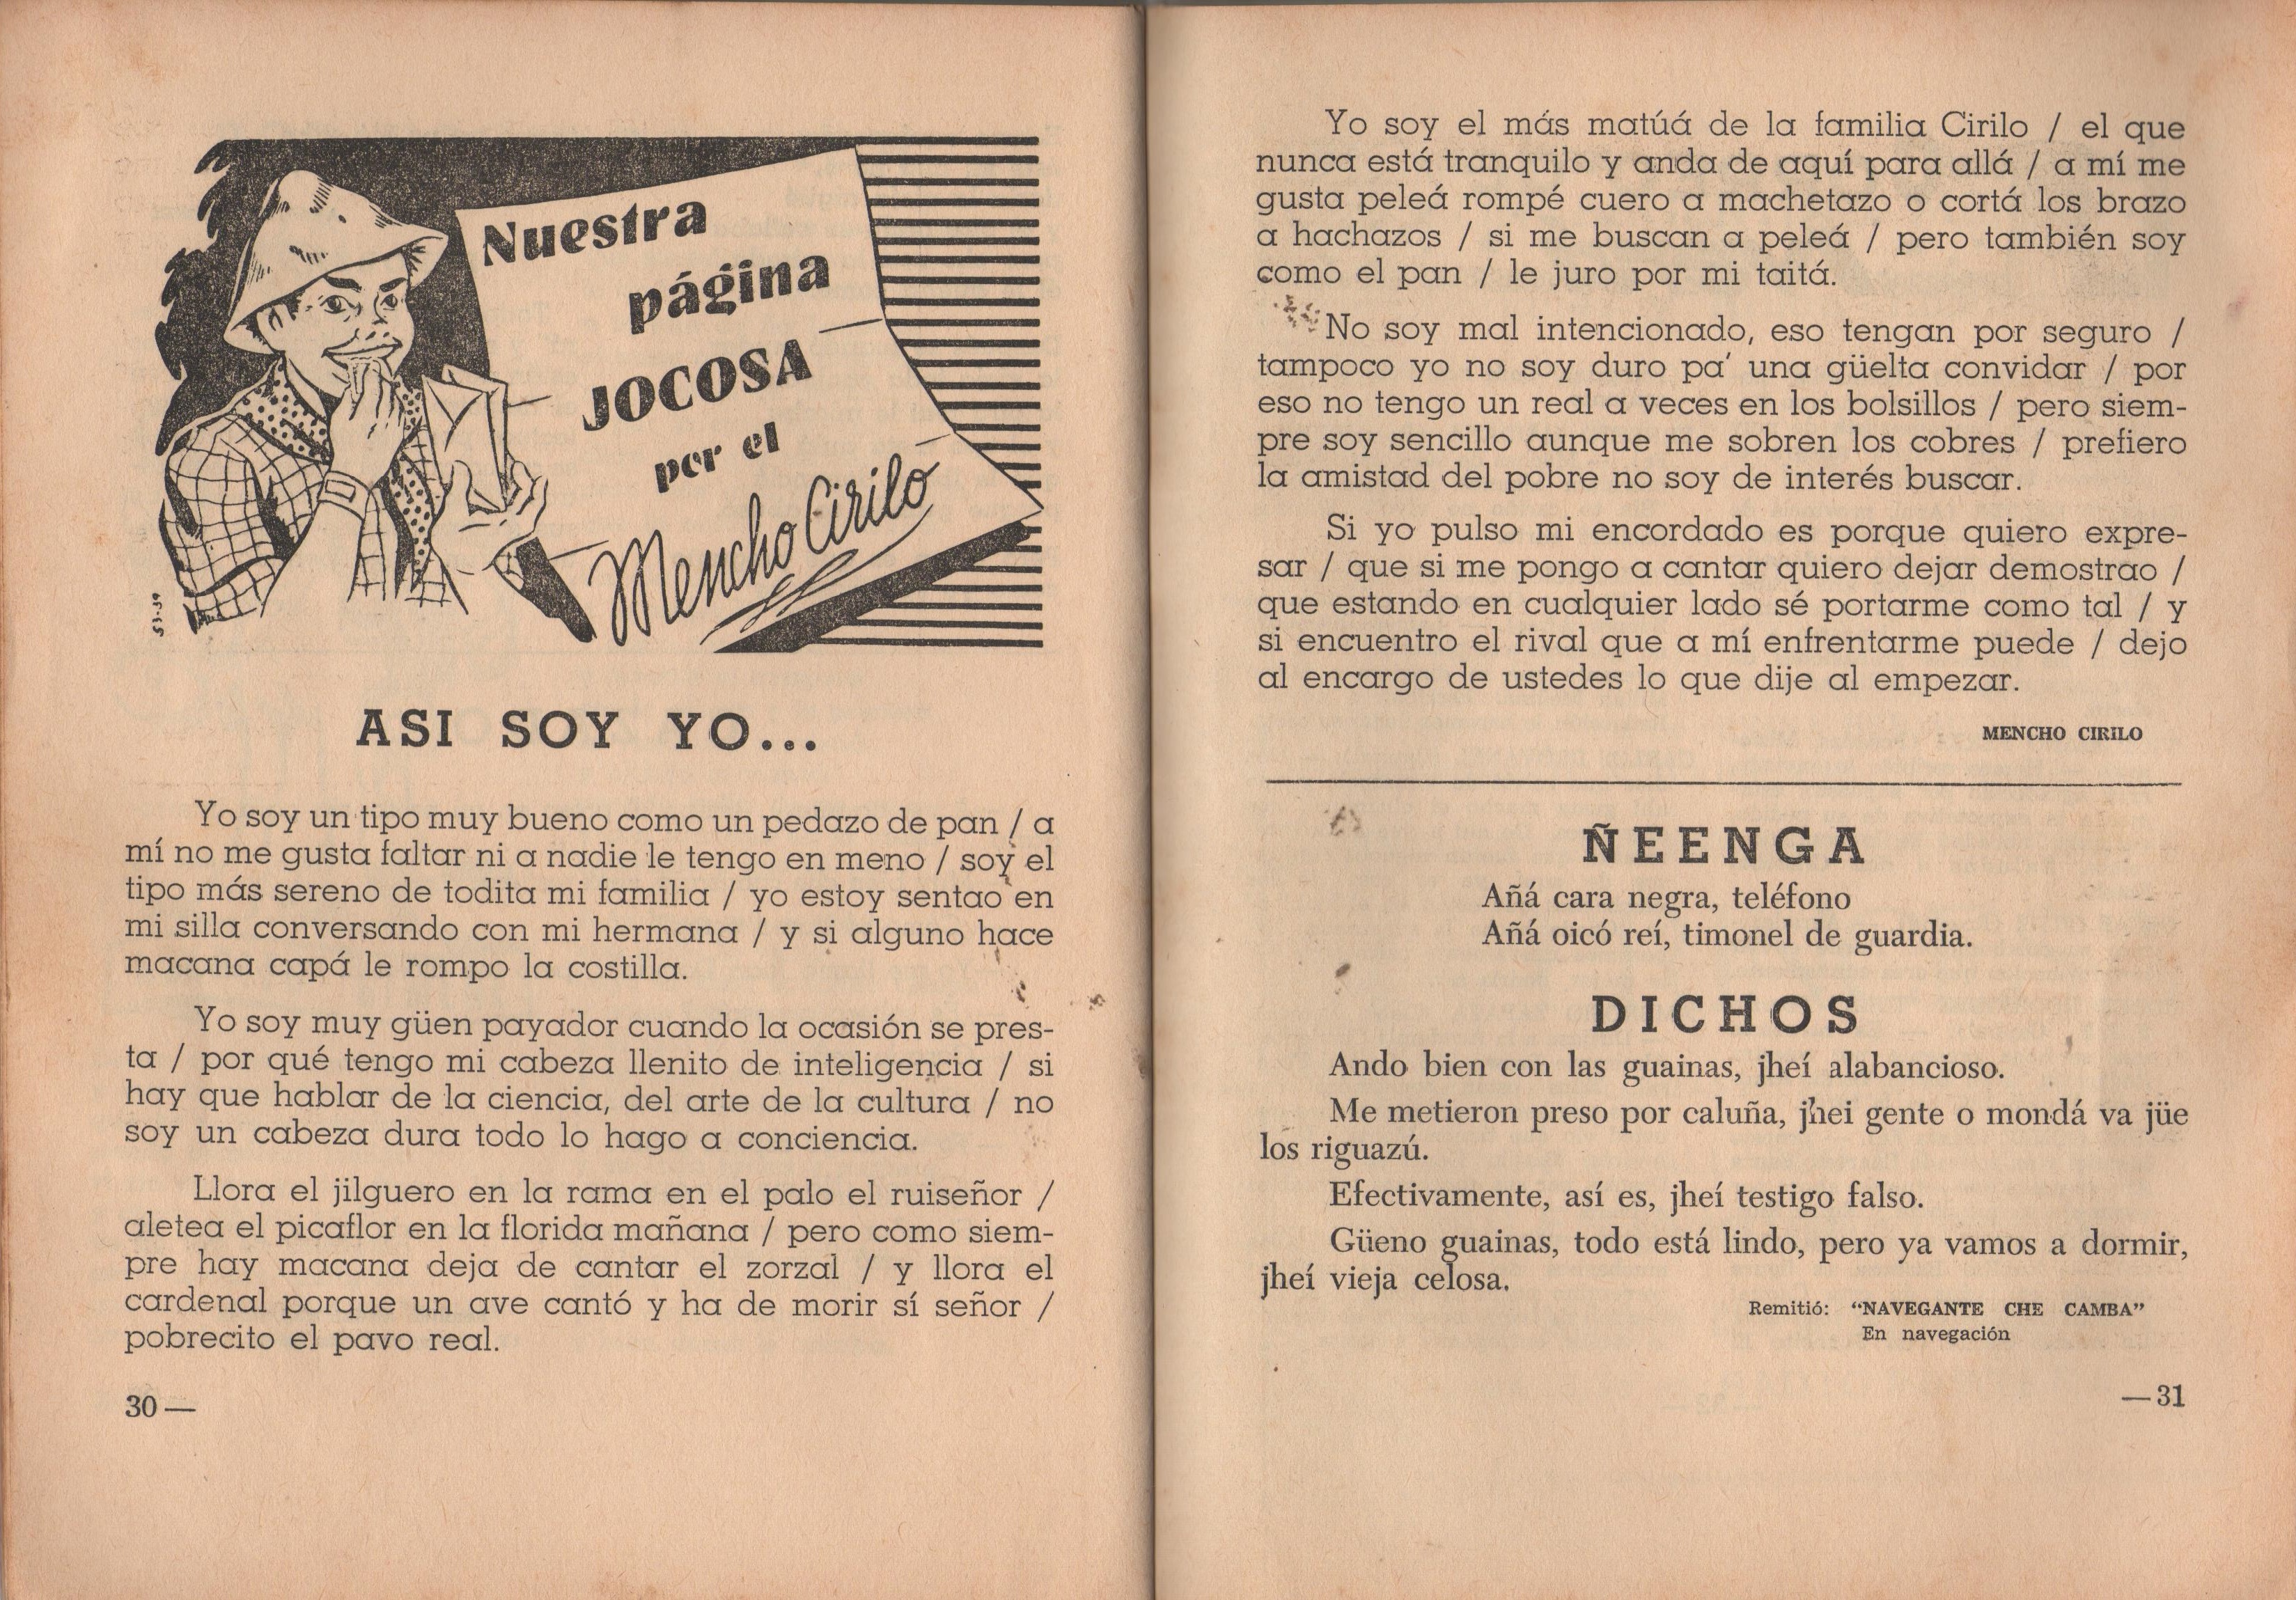 Nuestra
página
JOCOSA
por el
Mencho Cirilo
53-39
ASI SOY YO...
Yo soy un tipo muy bueno como un pedazo de pan / a
mí no me gusta faltar ni a nadie le tengo en meno / soy el
tipo más sereno de todita mi familia / yo estoy sentao en
mi silla conversando con mi hermana / y si alguno hace
macana capá le rompo la costilla.
Yo soy muy güen payador cuando la ocasión se pres-
ta / por qué tengo mi cabeza llenito de inteligencia / si
hay que hablar de la ciencia, del arte de la cultura / no
soy un cabeza dura todo lo hago a conciencia.
Llora el jilguero en la rama en el palo el ruiseñor /
aletea el picaflor en la florida mañana / pero como siem-
pre hay macana deja de cantar el zorzal / y llora el
cardenal porque un ave cantó y ha de morir sí señor /
pobrecito el pavo real.
30 —
Yo soy el más matúá de la familia Cirilo / el que
nunca está tranquilo y anda de aquí para allá / a mí me
gusta peleá rompé cuero a machetazo o cortá los brazo
a hachazos / si me buscan a peleá / pero también soy
como el pan / le juro por mi taitá.
No soy mal intencionado, eso tengan por seguro /
tampoco yo no soy duro pa' una güelta convidar / por
eso no tengo un real a veces en los bolsillos / pero siem-
pre soy sencillo aunque me sobren los cobres / prefiero
la amistad del pobre no soy de interés buscar.
Si yo pulso mi encordado es porque quiero expre-
sar / que si me pongo a cantar quiero dejar demostrao /
que estando en cualquier lado sé portarme como tal / y
si encuentro el rival que a mí enfrentarme puede / dejo
al encargo de ustedes lo que dije al empezar.
MENCHO CIRILO
ÑEENGA
Añá cara negra, teléfono
Añá oicó reí, timonel de guardia.
DICHOS
Ando bien con las guainas, jheí alabancioso.
Me metieron preso por caluña, jhei gente o mondá va jüe
los riguazú.
Efectivamente, así es, jheí testigo falso.
Güeno guainas, todo está lindo, pero ya vamos a dormir,
jheí vieja celosa.
Remitió: "NAVEGANTE CHE CAMBA"
En navegación
— 31